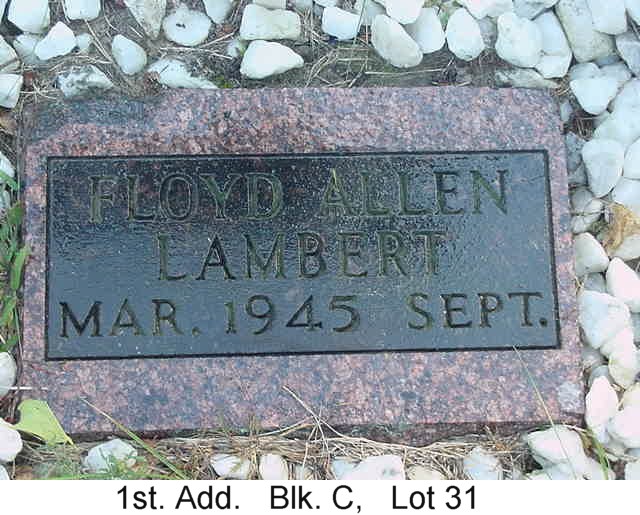 FLOYD ALLEN
LAMBERT
MAR. 1945 SEPT.
1st. Add. Blk. C, Lot 31